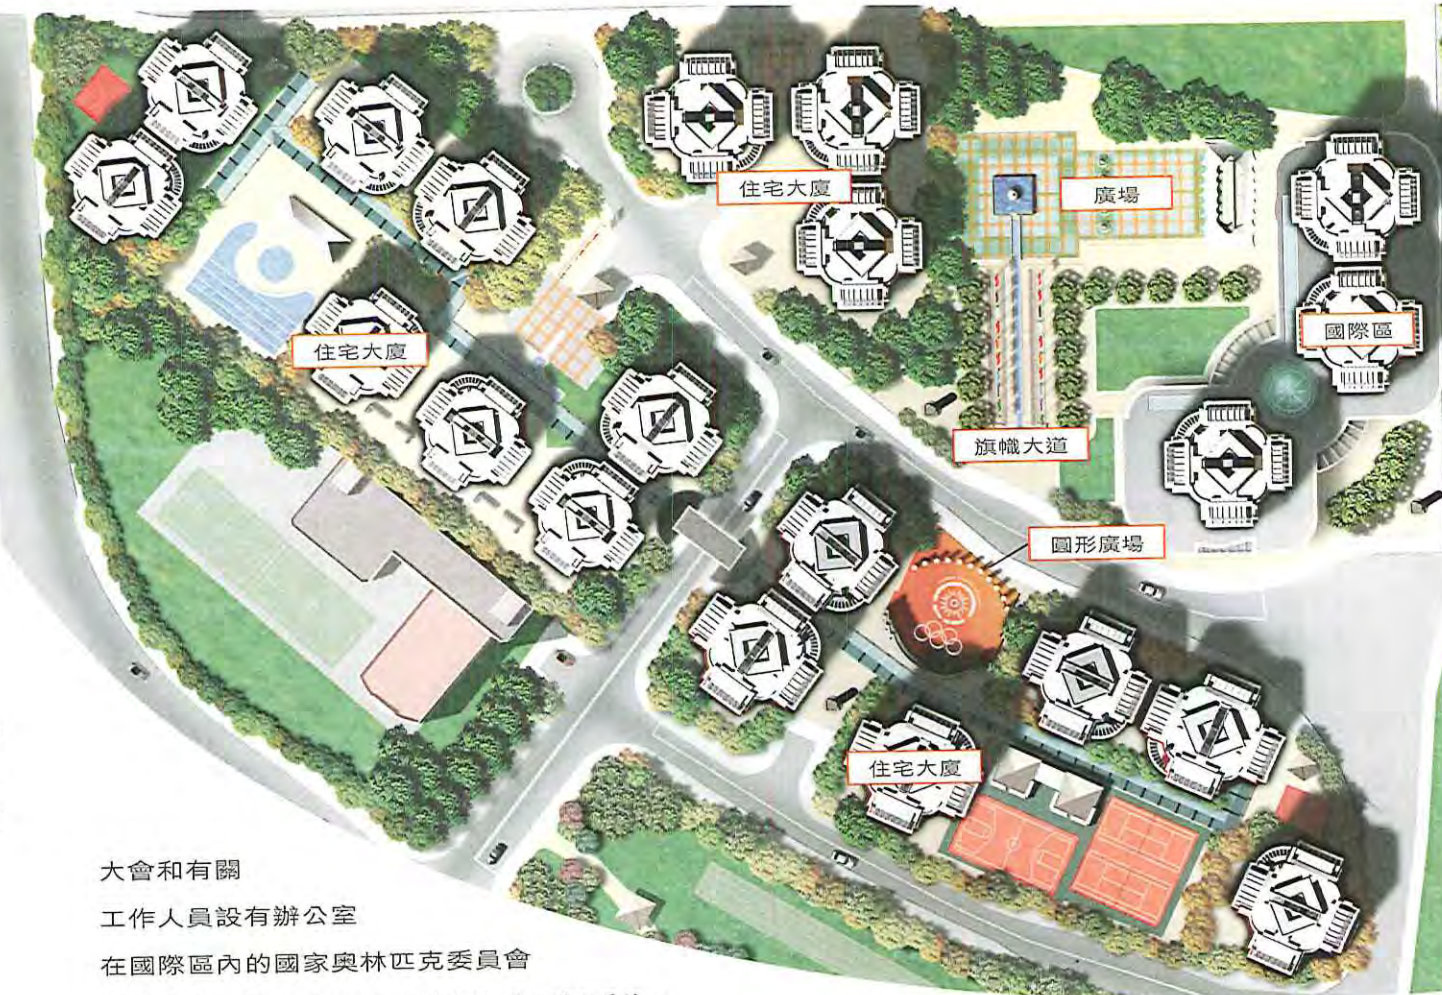 住宅大廈
廣場
國際區
住宅大廈
旗幟大道
圓形廣場
住宅大廈
大會和有關
工作人員設有辦公室
在國際區內的國家奧林匹克委員會